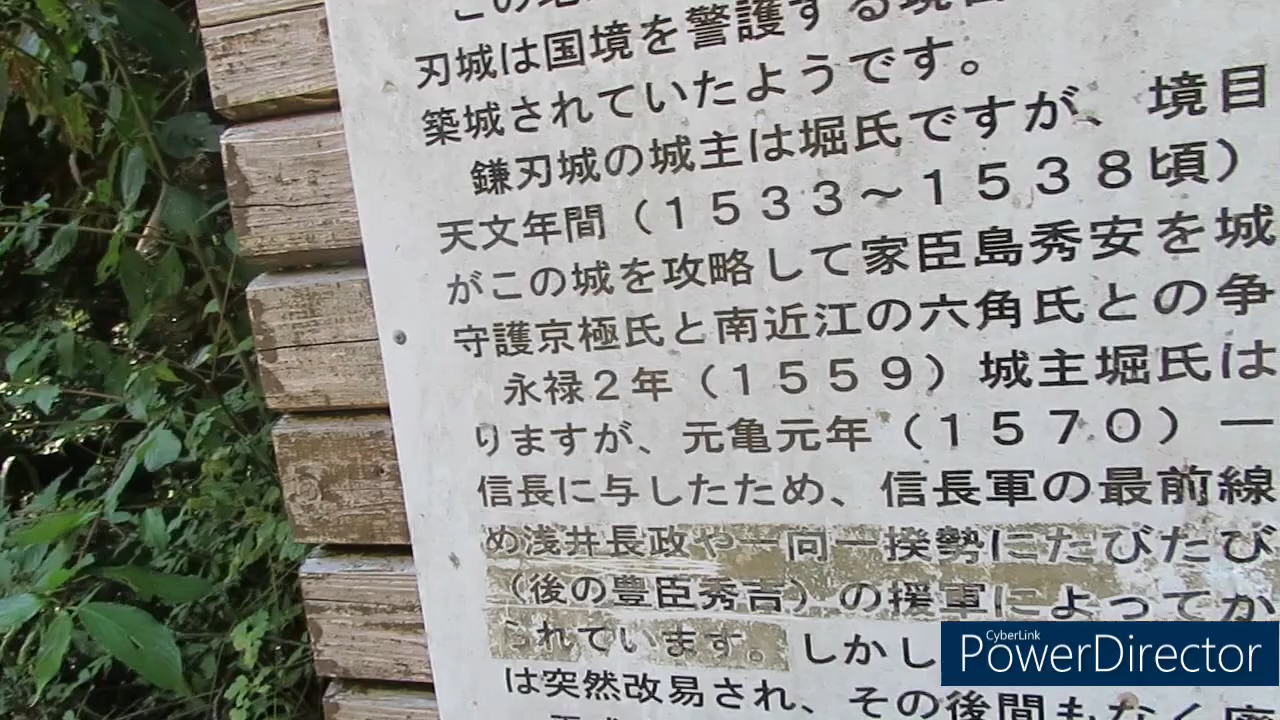 この
刃城は国境を警護する境目
築城されていたようです。
鎌刃城の城主は堀氏ですが、境目
天文年間（１５３３～１５３８頃）
がこの城を攻略して家臣島秀安を城
守護京極氏と南近江の六角氏との争
永禄２年（１５５９）城主堀氏は
りますが、元亀元年（１５７０）一
信長に与したため、信長軍の最前線
め浅井長政や一向一揆勢にたびたび
（後の豊臣秀吉）の援軍によってか
られています。しかし
は突然改易され、その後間もなく
CyberLink
PowerDirector